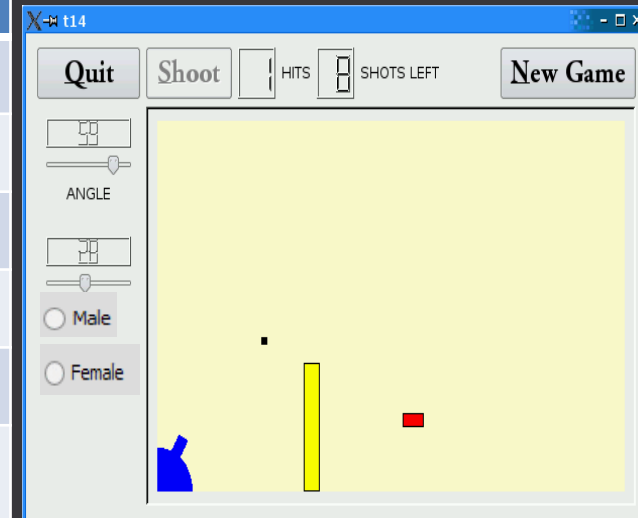 t14
Quit Shoot 1 HITS 8 SHOTS LEFT New Game
59
ANGLE
28
Male
Female